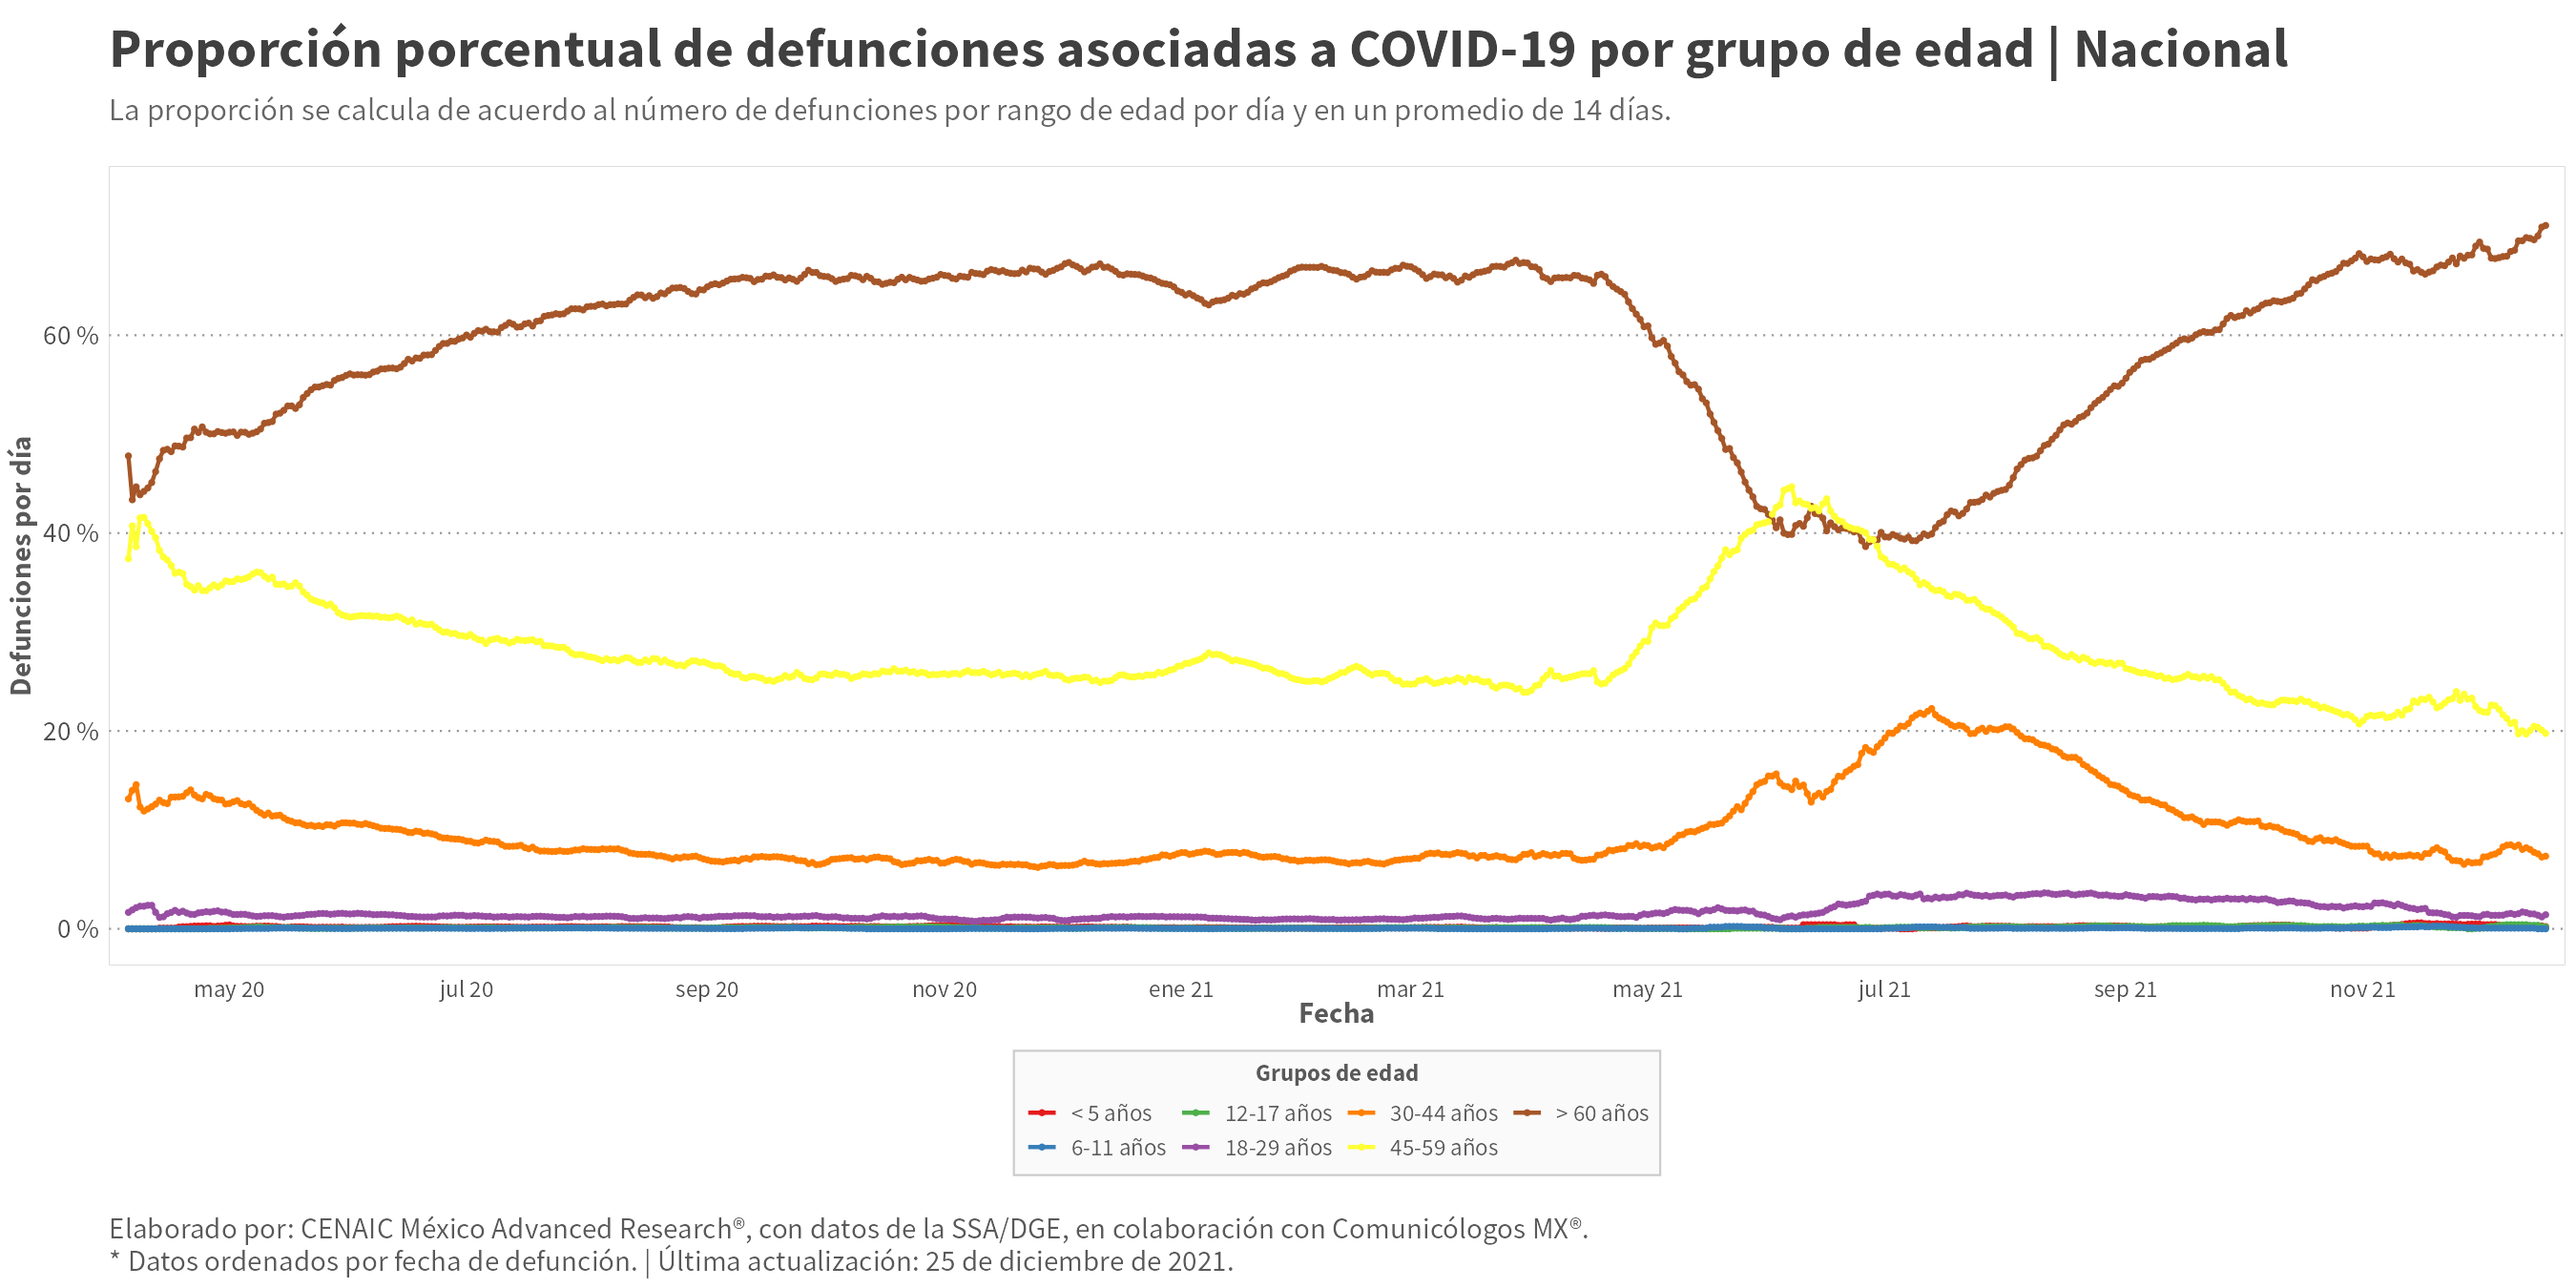 Proporción porcentual de defunciones asociadas a COVID-19 por grupo de edad | Nacional
La proporción se calcula de acuerdo al número de defunciones por rango de edad por día y en un promedio de 14 días.
Defunciones por día
60 %
40 %
20 %
0 %
may 20 jul 20 sep 20 nov 20 ene 21 mar 21 may 21 jul 21 sep 21 nov 21
Fecha
Grupos de edad
< 5 años 12-17 años 30-44 años > 60 años
6-11 años 18-29 años 45-59 años
Elaborado por: CENAIC México Advanced Research®, con datos de la SSA/DGE, en colaboración con Comunicólogos MX®.
* Datos ordenados por fecha de defunción. | Última actualización: 25 de diciembre de 2021.